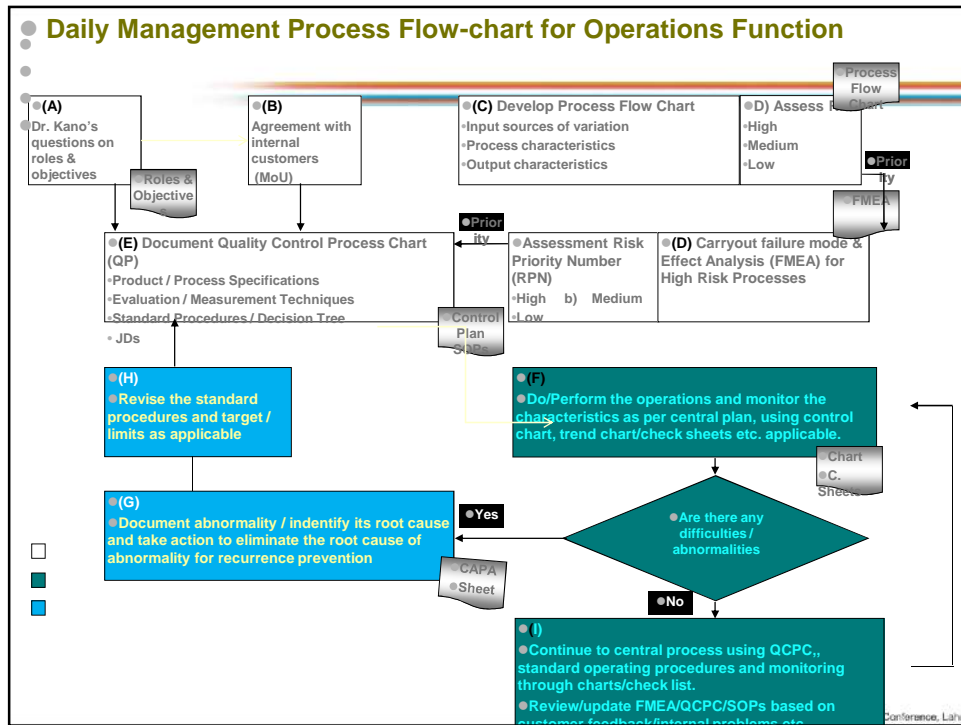 Daily Management Process Flow-chart for Operations Function
Process
Flow
Chart
(A)
Dr. Kano's
questions on
roles &
objectives
Roles &
Objective
s
(B)
Agreement with
internal
customers
(MoU)
(C) Develop Process Flow Chart
•Input sources of variation
•Process characteristics
•Output characteristics
D) Assess
•High
•Medium
•Low
Prior
ity
FMEA
(E) Document Quality Control Process Chart
(QP)
•Product / Process Specifications
•Evaluation / Measurement Techniques
•Standard Procedures / Decision Tree
• JDs
Prior
ity
Control
Plan
SOPs
Assessment Risk
Priority Number
(RPN)
•High b) Medium
•Low
(D) Carryout failure mode &
Effect Analysis (FMEA) for
High Risk Processes
(H)
Revise the standard
procedures and target /
limits as applicable
(F)
Do/Perform the operations and monitor the
characteristics as per central plan, using control
chart, trend chart/check sheets etc. applicable.
Chart
C.
Sheets
(G)
Document abnormality / indentify its root cause
and take action to eliminate the root cause of
abnormality for recurrence prevention
Yes
Are there any
difficulties /
abnormalities
CAPA
Sheet
No
(I)
Continue to central process using QCPC,,
standard operating procedures and monitoring
through charts/check list.
Review/update FMEA/QCPC/SOPs based on
customer feedback/internal problems etc
Conference, Lah